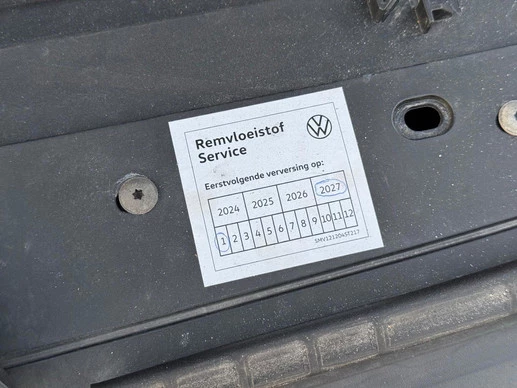 Remvloeistof
Service
Eerstvolgende verversing op:
2024 2025 2026 2027
1 2 3 4 5 6 7 8 9 10 11 12
SMV121204ST217